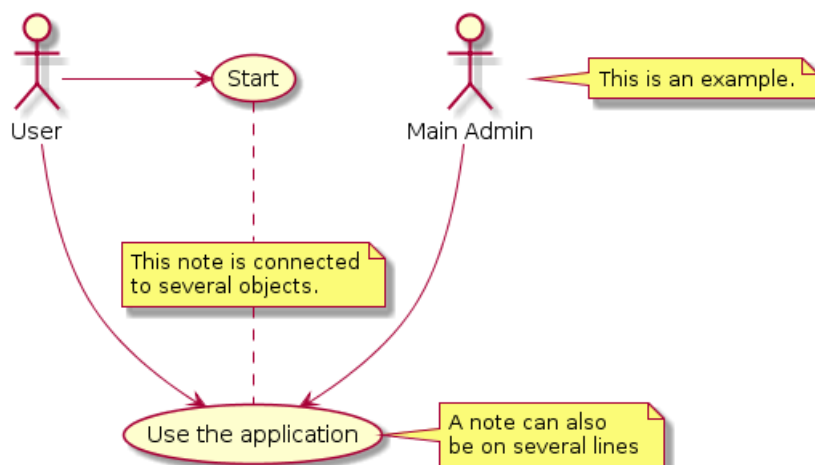 Start
This is an example.
User
Main Admin
This note is connected
to several objects.
Use the application
A note can also
be on several lines